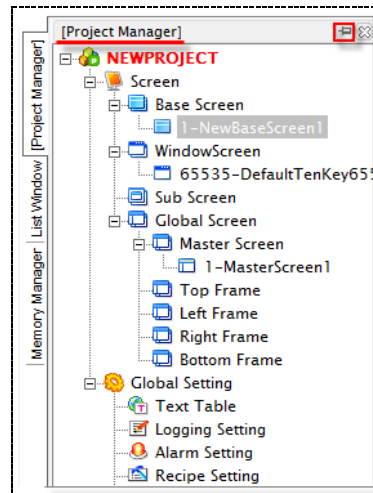 [Project Manager]
NEWPROJECT
Screen
Base Screen
1-NewBaseScreen1
WindowScreen
65535-DefaultTenKey655
Sub Screen
Global Screen
Master Screen
1-MasterScreen1
Top Frame
Left Frame
Right Frame
Bottom Frame
Global Setting
Text Table
Logging Setting
Alarm Setting
Recipe Setting
[Project Manager]
List Window
Memory Manager